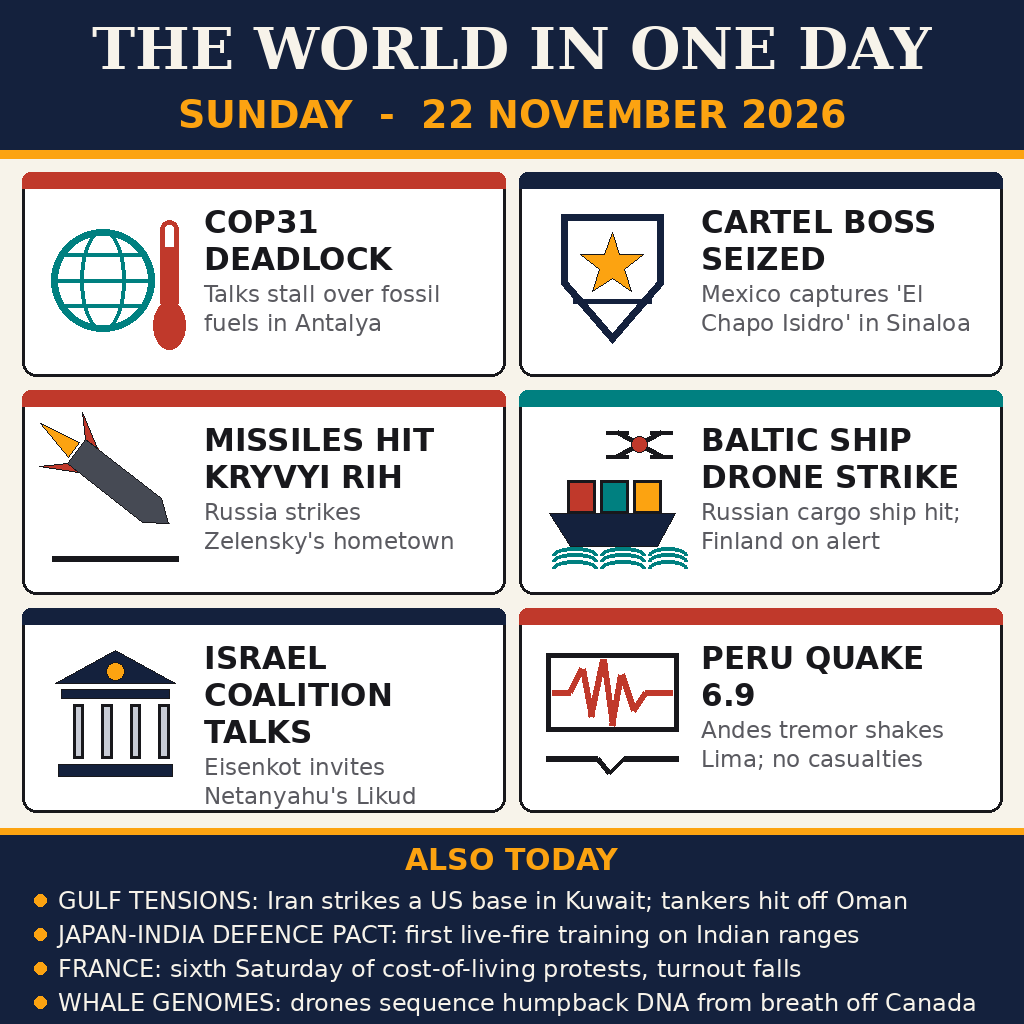 THE WORLD IN ONE DAY
SUNDAY - 22 NOVEMBER 2026
COP31
DEADLOCK
Talks stall over fossil
fuels in Antalya
CARTEL BOSS
SEIZED
Mexico captures 'El
Chapo Isidro' in Sinaloa
MISSILES HIT
KRYVYI RIH
Russia strikes
Zelensky's hometown
BALTIC SHIP
DRONE STRIKE
Russian cargo ship hit;
Finland on alert
ISRAEL
COALITION
TALKS
Eisenkot invites
Netanyahu's Likud
PERU QUAKE
6.9
Andes tremor shakes
Lima; no casualties
ALSO TODAY
GULF TENSIONS: Iran strikes a US base in Kuwait; tankers hit off Oman
JAPAN-INDIA DEFENCE PACT: first live-fire training on Indian ranges
FRANCE: sixth Saturday of cost-of-living protests, turnout falls
WHALE GENOMES: drones sequence humpback DNA from breath off Canada